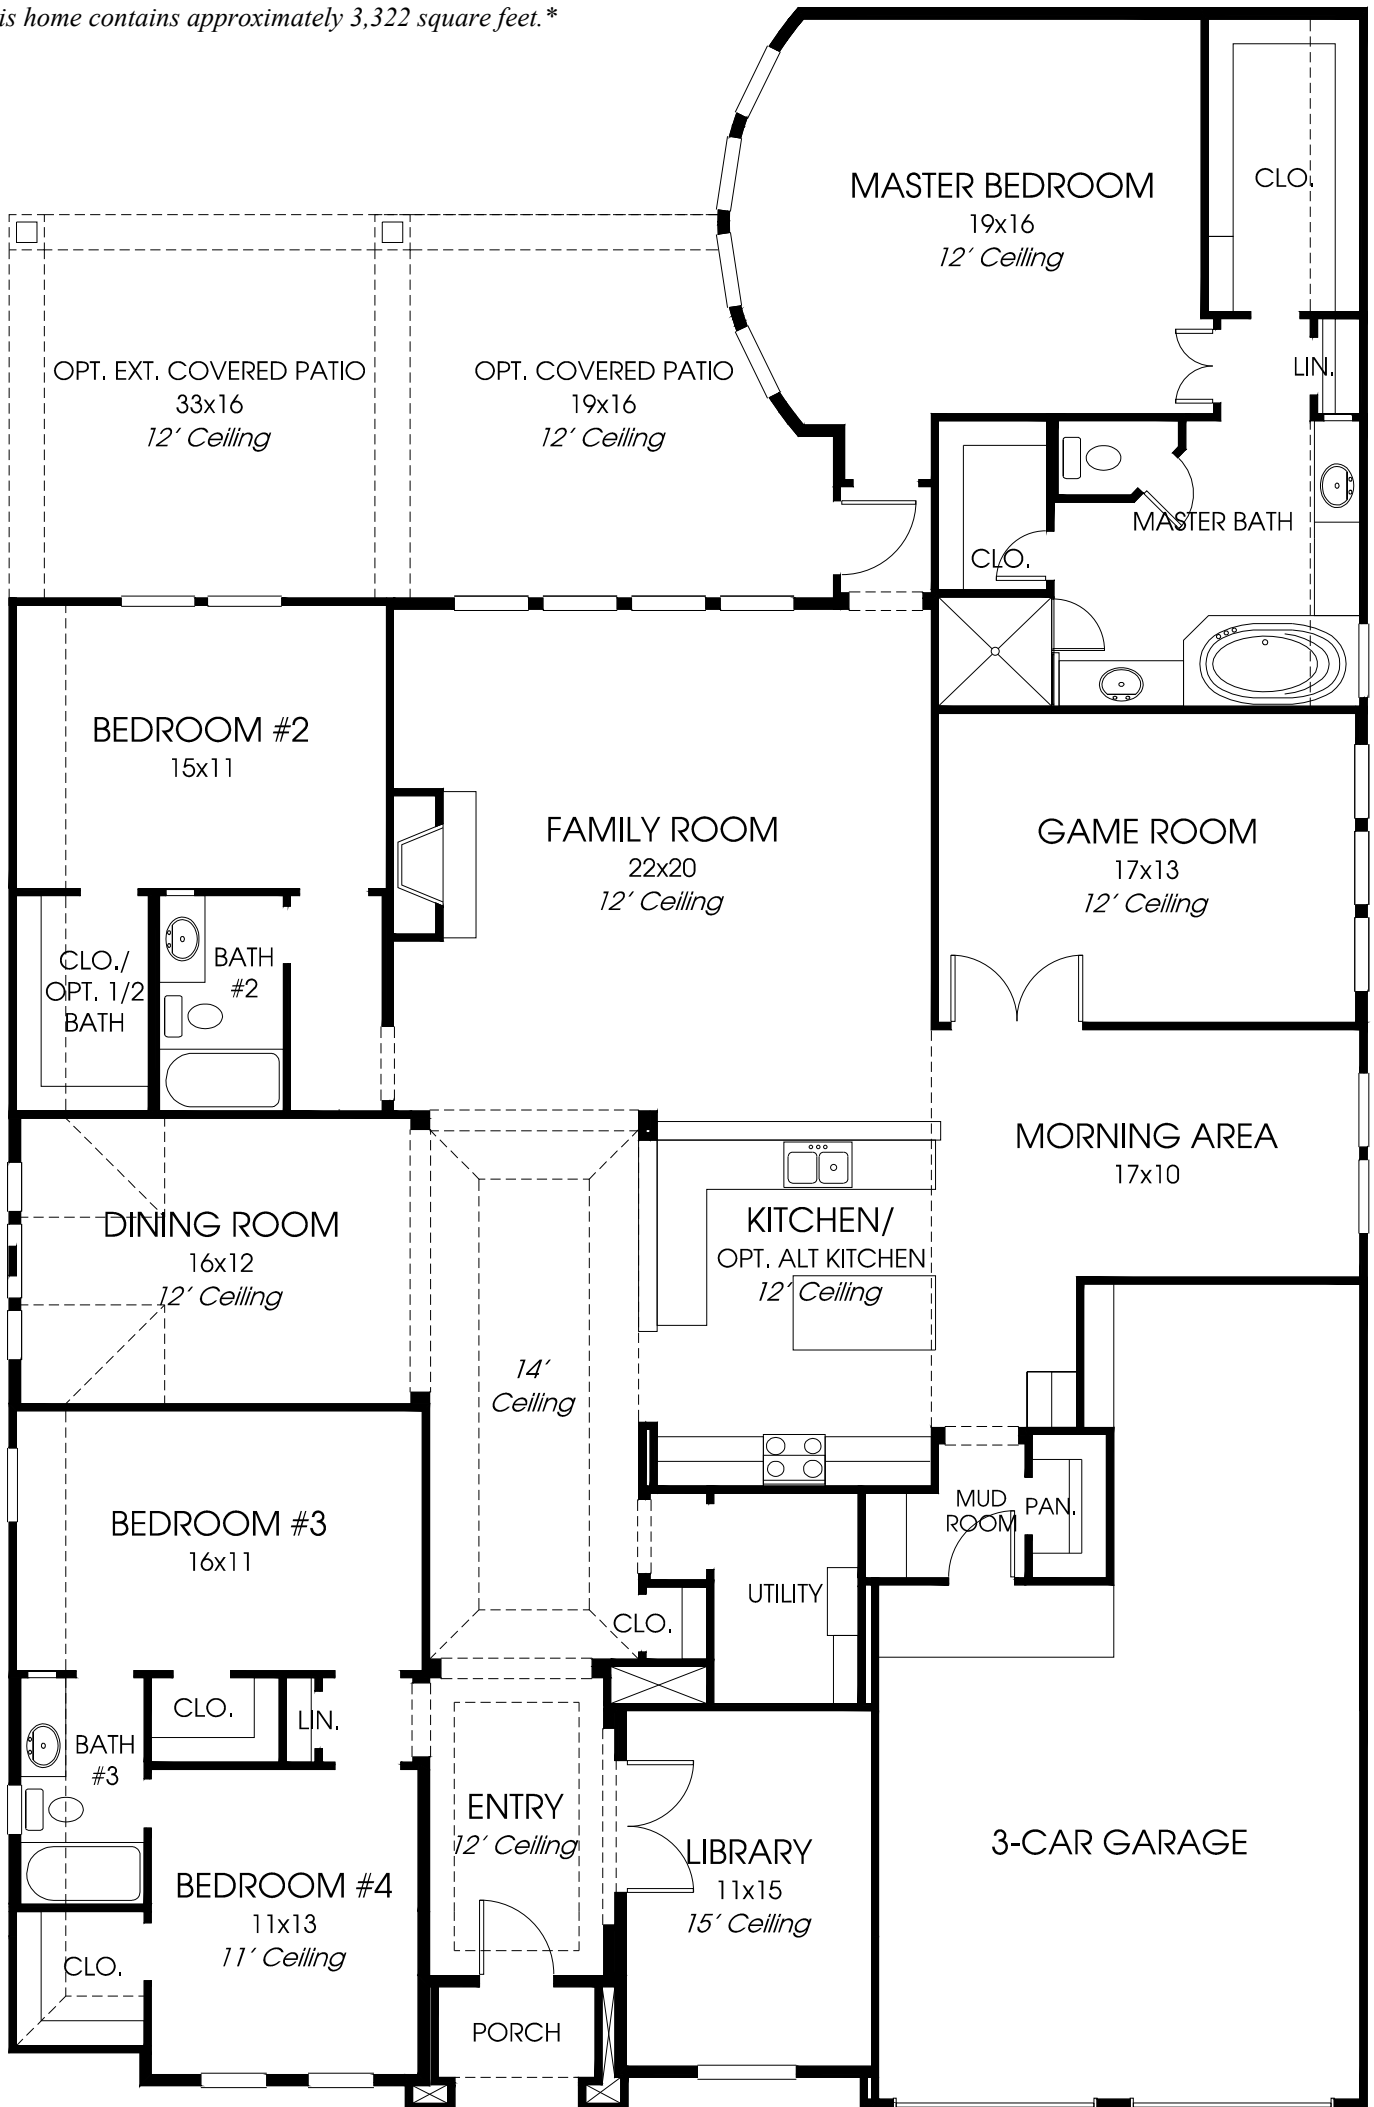 is home contains approximately 3,322 square feet.*
MASTER BEDROOM
19x16
12' Ceiling
CLO.
OPT. EXT. COVERED PATIO
33x16
12' Ceiling
OPT. COVERED PATIO
19x16
12' Ceiling
LIN.
MASTER BATH
CLO.
BEDROOM #2
15x11
FAMILY ROOM
22x20
12' Ceiling
GAME ROOM
17x13
12' Ceiling
CLO./
OPT. 1/2
BATH
BATH
#2
MORNING AREA
17x10
DINING ROOM
16x12
12' Ceiling
KITCHEN/
OPT. ALT KITCHEN
12' Ceiling
14'
Ceiling
BEDROOM #3
16x11
MUD
ROOM
PAN.
UTILITY
CLO.
CLO.
LIN.
BATH
#3
ENTRY
12' Ceiling
LIBRARY
11x15
15' Ceiling
3-CAR GARAGE
BEDROOM #4
11x13
11' Ceiling
CLO.
PORCH